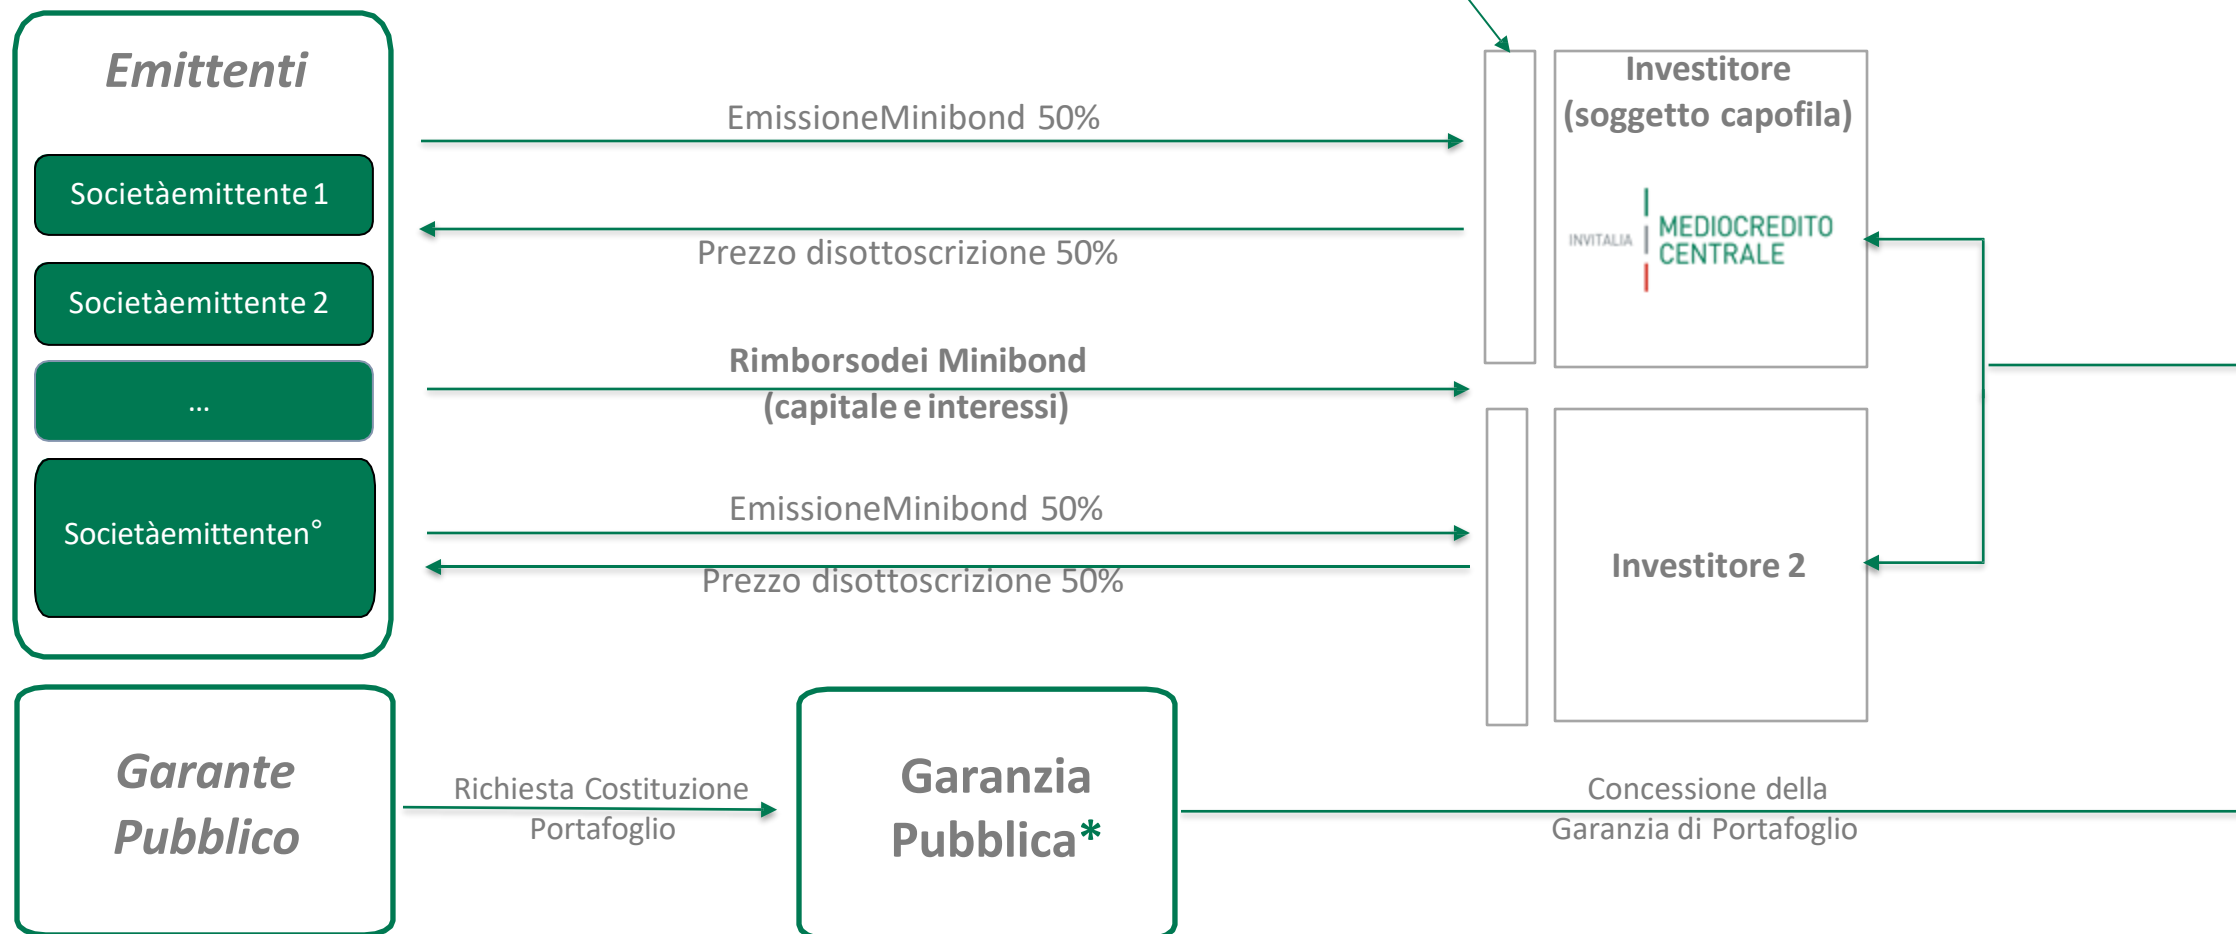 Emittenti
Societàemittente 1
Societàemittente 2
...
Societàemittenten°
EmissioneMinibond 50%
Prezzo disottoscrizione 50%
Rimborsodei Minibond
(capitale e interessi)
EmissioneMinibond 50%
Prezzo disottoscrizione 50%
Investitore
(soggetto capofila)
INVITALIA
MEDIOCREDITO
CENTRALE
Investitore 2
Garante
Pubblico
Richiesta Costituzione
Portafoglio
Garanzia
Pubblica*
Concessione della
Garanzia di Portafoglio